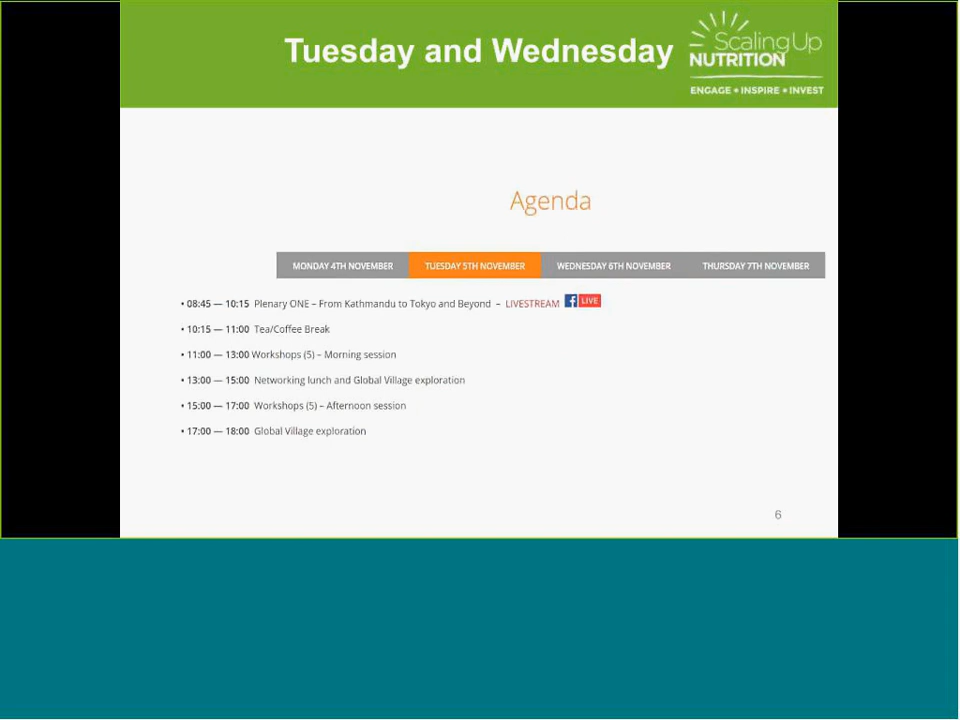 Tuesday and Wednesday
Scaling Up
NUTRITION
ENGAGE • INSPIRE • INVEST
Agenda
MONDAY 4TH NOVEMBER TUESDAY 5TH NOVEMBER WEDNESDAY 6TH NOVEMBER THURSDAY 7TH NOVEMBER
• 08:45 — 10:15 Plenary ONE – From Kathmandu to Tokyo and Beyond – LIVESTREAM f LIVE
• 10:15 — 11:00 Tea/Coffee Break
• 11:00 — 13:00 Workshops (5) – Morning session
• 13:00 — 15:00 Networking lunch and Global Village exploration
• 15:00 — 17:00 Workshops (5) – Afternoon session
• 17:00 — 18:00 Global Village exploration
6